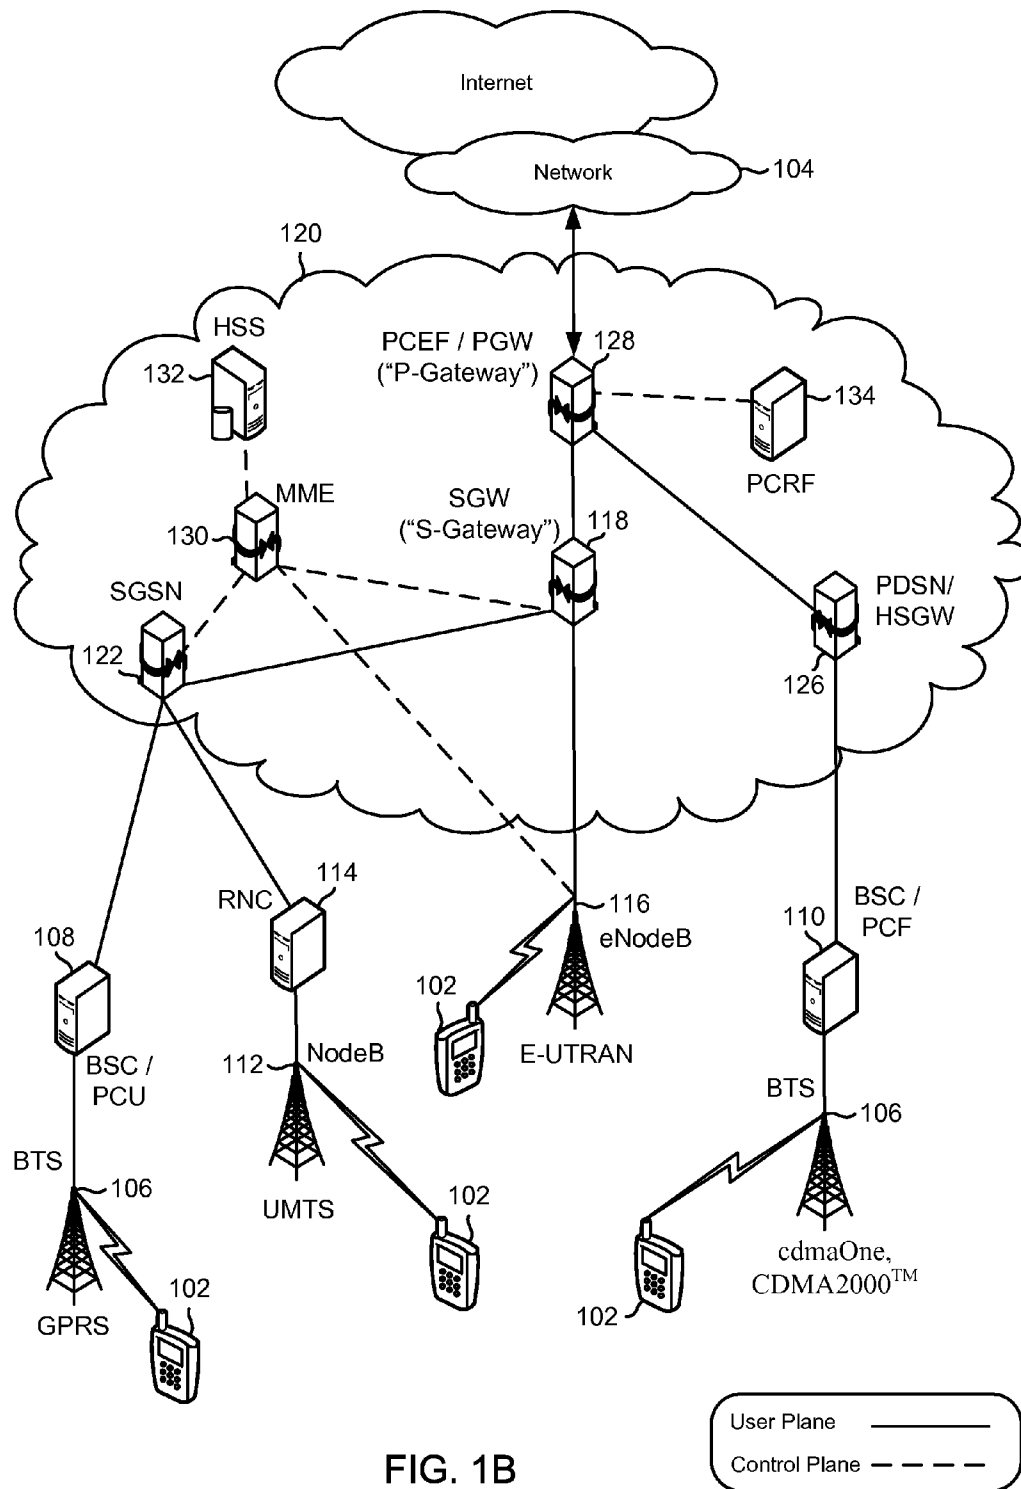 Internet
Network
104
120
HSS
132
PCEF / PGW
("P-Gateway")
128
134
PCRF
MME
130
SGW
("S-Gateway")
118
SGSN
122
PDSN/
HSGW
126
RNC
114
116
eNodeB
BSC /
PCF
110
108
102
E-UTRAN
BSC /
PCU
112
NodeB
BTS
106
BTS
106
UMTS
102
cdmaOne,
CDMA2000™
102
102
GPRS
User Plane
Control Plane
FIG. 1B